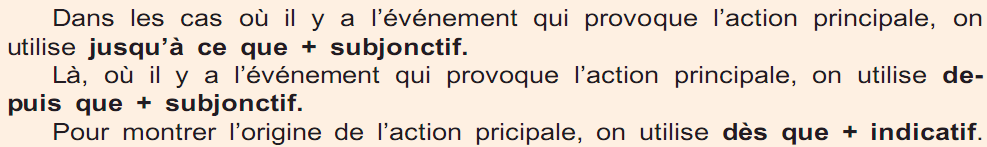 Dans les cas où il y a l’événement qui provoque l’action principale, on
utilise jusqu’à ce que + subjonctif.
Là, où il y a l’événement qui provoque l’action principale, on utilise de-
puis que + subjonctif.
Pour montrer l’origine de l’action pricipale, on utilise dès que + indicatif.